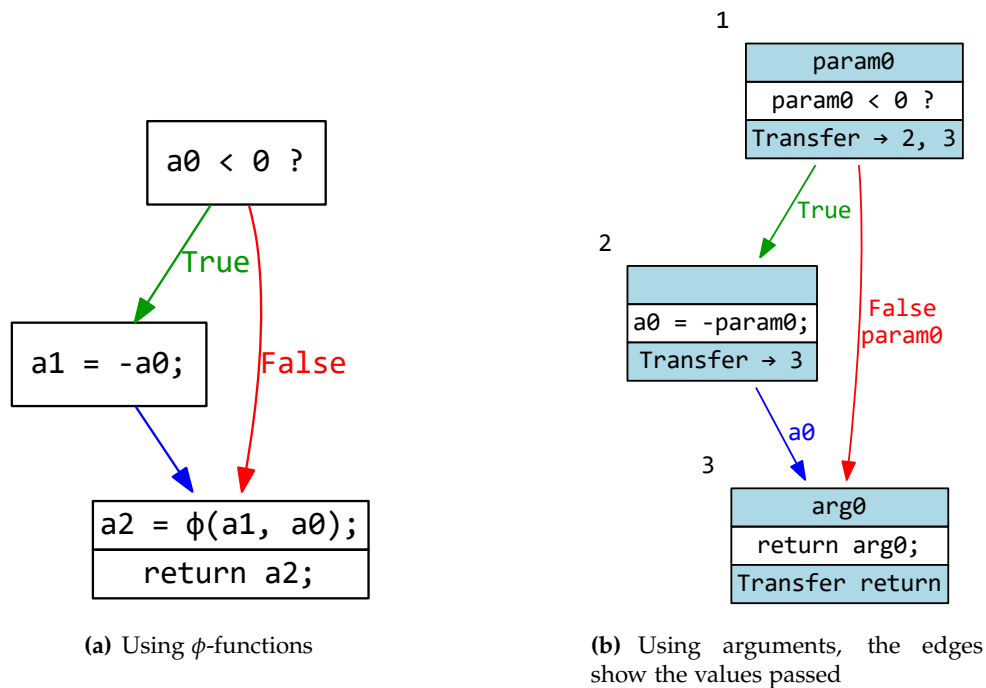 a0 < 0 ?
True
a1 = -a0;
False
a2 = ϕ(a1, a0);
return a2;
(a) Using ϕ-functions
1
param0
param0 < 0 ?
Transfer → 2, 3
True
2
a0 = -param0;
Transfer → 3
False
param0
a0
3
arg0
return arg0;
Transfer return
(b) Using arguments, the edges
show the values passed